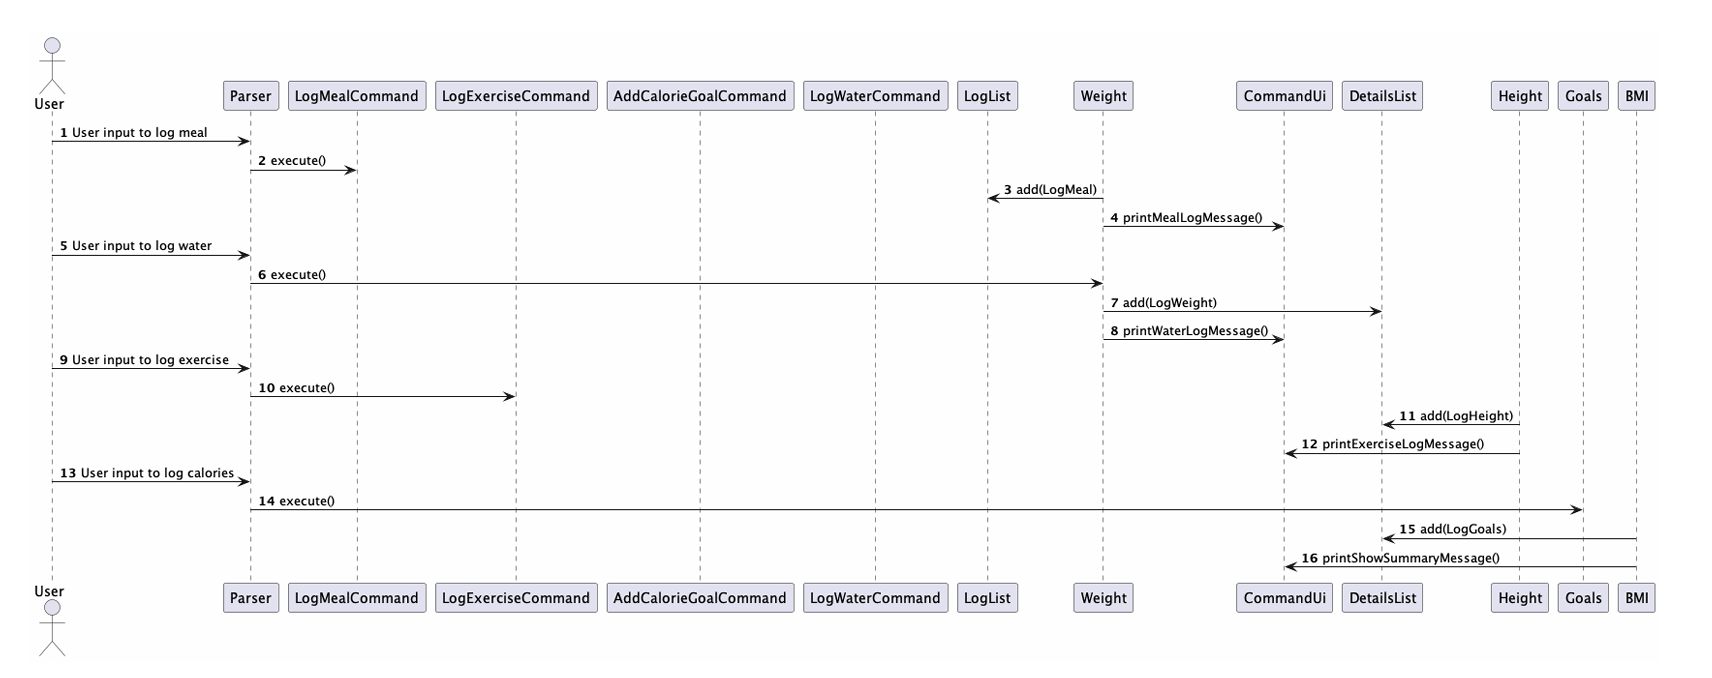 User
Parser
LogMealCommand
LogExerciseCommand
AddCalorieGoalCommand
LogWaterCommand
LogList
Weight
CommandUi
DetailsList
Height
Goals
BMI
1 User input to log meal
2 execute()
3 add(LogMeal)
4 printMealLogMessage()
5 User input to log water
6 execute()
7 add(LogWeight)
8 printWaterLogMessage()
9 User input to log exercise
10 execute()
11 add(LogHeight)
12 printExerciseLogMessage()
13 User input to log calories
14 execute()
15 add(LogGoals)
16 printShowSummaryMessage()
User
Parser
LogMealCommand
LogExerciseCommand
AddCalorieGoalCommand
LogWaterCommand
LogList
Weight
CommandUi
DetailsList
Height
Goals
BMI